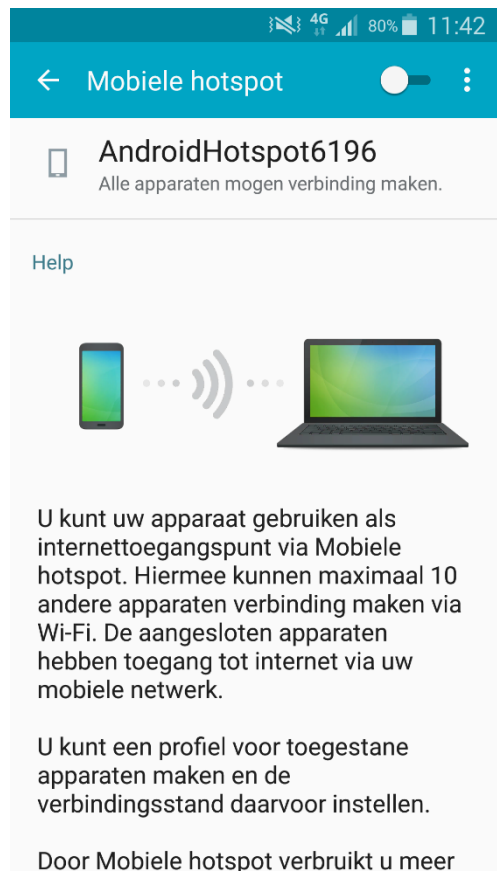 4G 80% 11:42
Mobiele hotspot
AndroidHotspot6196
Alle apparaten mogen verbinding maken.
Help
U kunt uw apparaat gebruiken als
internettoegangspunt via Mobiele
hotspot. Hiermee kunnen maximaal 10
andere apparaten verbinding maken via
Wi-Fi. De aangesloten apparaten
hebben toegang tot internet via uw
mobiele netwerk.
U kunt een profiel voor toegestane
apparaten maken en de
verbindingsstand daarvoor instellen.
Door Mobiele hotspot verbruikt u meer